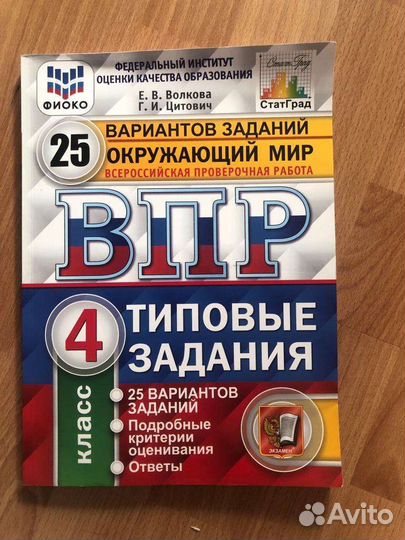 ФЕДЕРАЛЬНЫЙ ИНСТИТУТ
ОЦЕНКИ КАЧЕСТВА ОБРАЗОВАНИЯ
ФИОКО
Е. В. Волкова
Г. И. Цитович
СтатГрад
СтатГрад
25
ВАРИАНТОВ ЗАДАНИЙ
ОКРУЖАЮЩИЙ МИР
ВСЕРОССИЙСКАЯ ПРОВЕРОЧНАЯ РАБОТА
ВПР
4
КЛАСС
ТИПОВЫЕ
ЗАДАНИЯ
• 25 ВАРИАНТОВ
ЗАДАНИЙ
• Подробные
критерии
оценивания
• Ответы
ЭКЗАМЕН
Avito